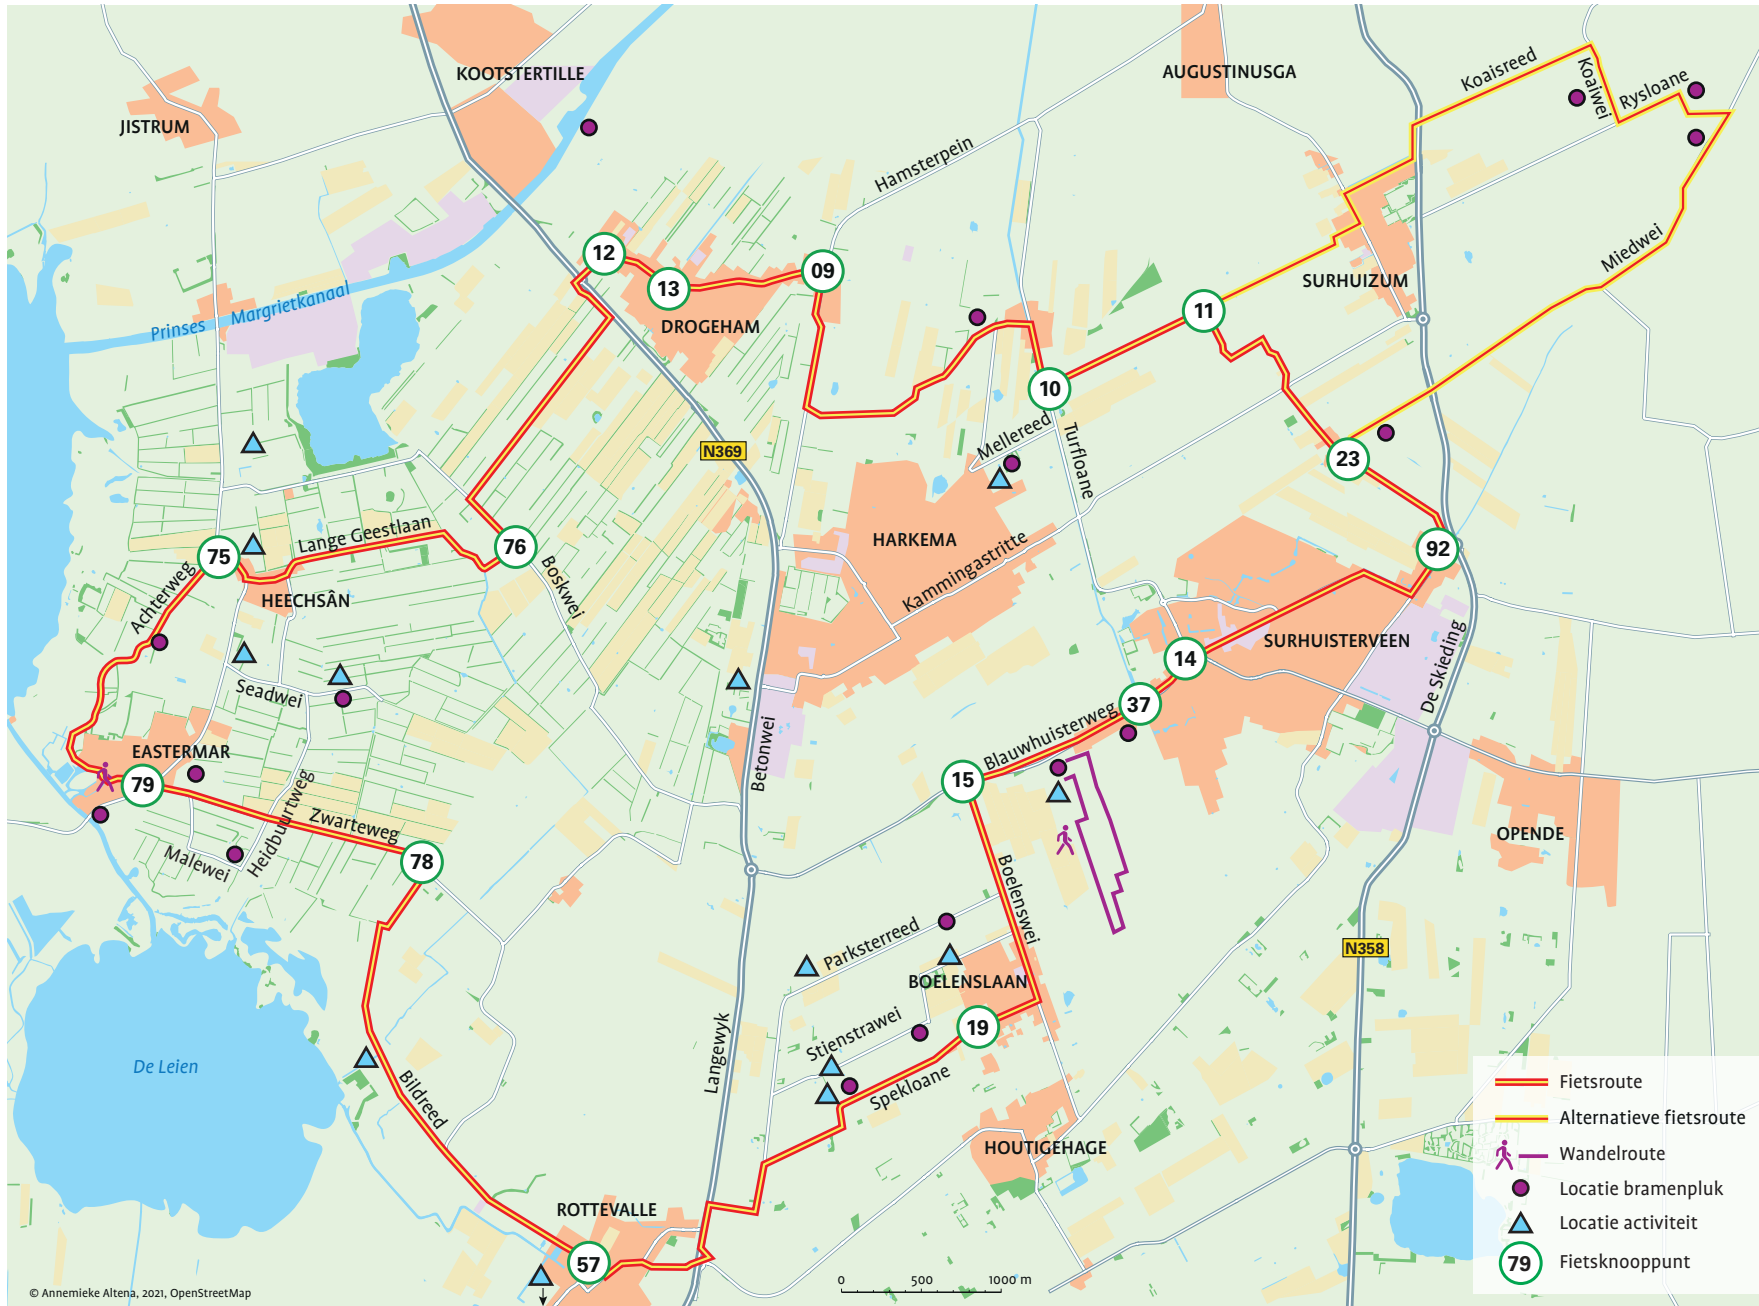 KOOTSTERTILLE
AUGUSTINUSGA
JISTRUM
Koaisreed
Koaiwei
Rysloane
Hamsterpein
Miedwei
Prinses Margrietkanaal
12
13
09
11
SURHUIZUM
DROGEHAM
10
N369
Mellereed
Turfloane
23
Lange Geestlaan
75
76
HARKEMA
92
Achterweg
HEECHSÂN
Boskwei
Kammingastritte
SURHUISTERVEEN
14
De Skieding
Seadwei
37
Blauwhuisterweg
Betonwei
EASTERMAR
79
15
Heidbuurtweg
Zwarteweg
OPENDE
Malewei
78
Boelenswei
Parksterreed
N358
BOELENSLAAN
Stienstrawei
19
Langewyk
De Leien
Bildreed
Spekloane
HOUTIGEHAGE
ROTTEVALLE
57
0 500 1000 m
Fietsroute
Alternatieve fietsroute
Wandelroute
Locatie bramenpluk
Locatie activiteit
79 Fietsknooppunt
© Annemieke Altena, 2021, OpenStreetMap